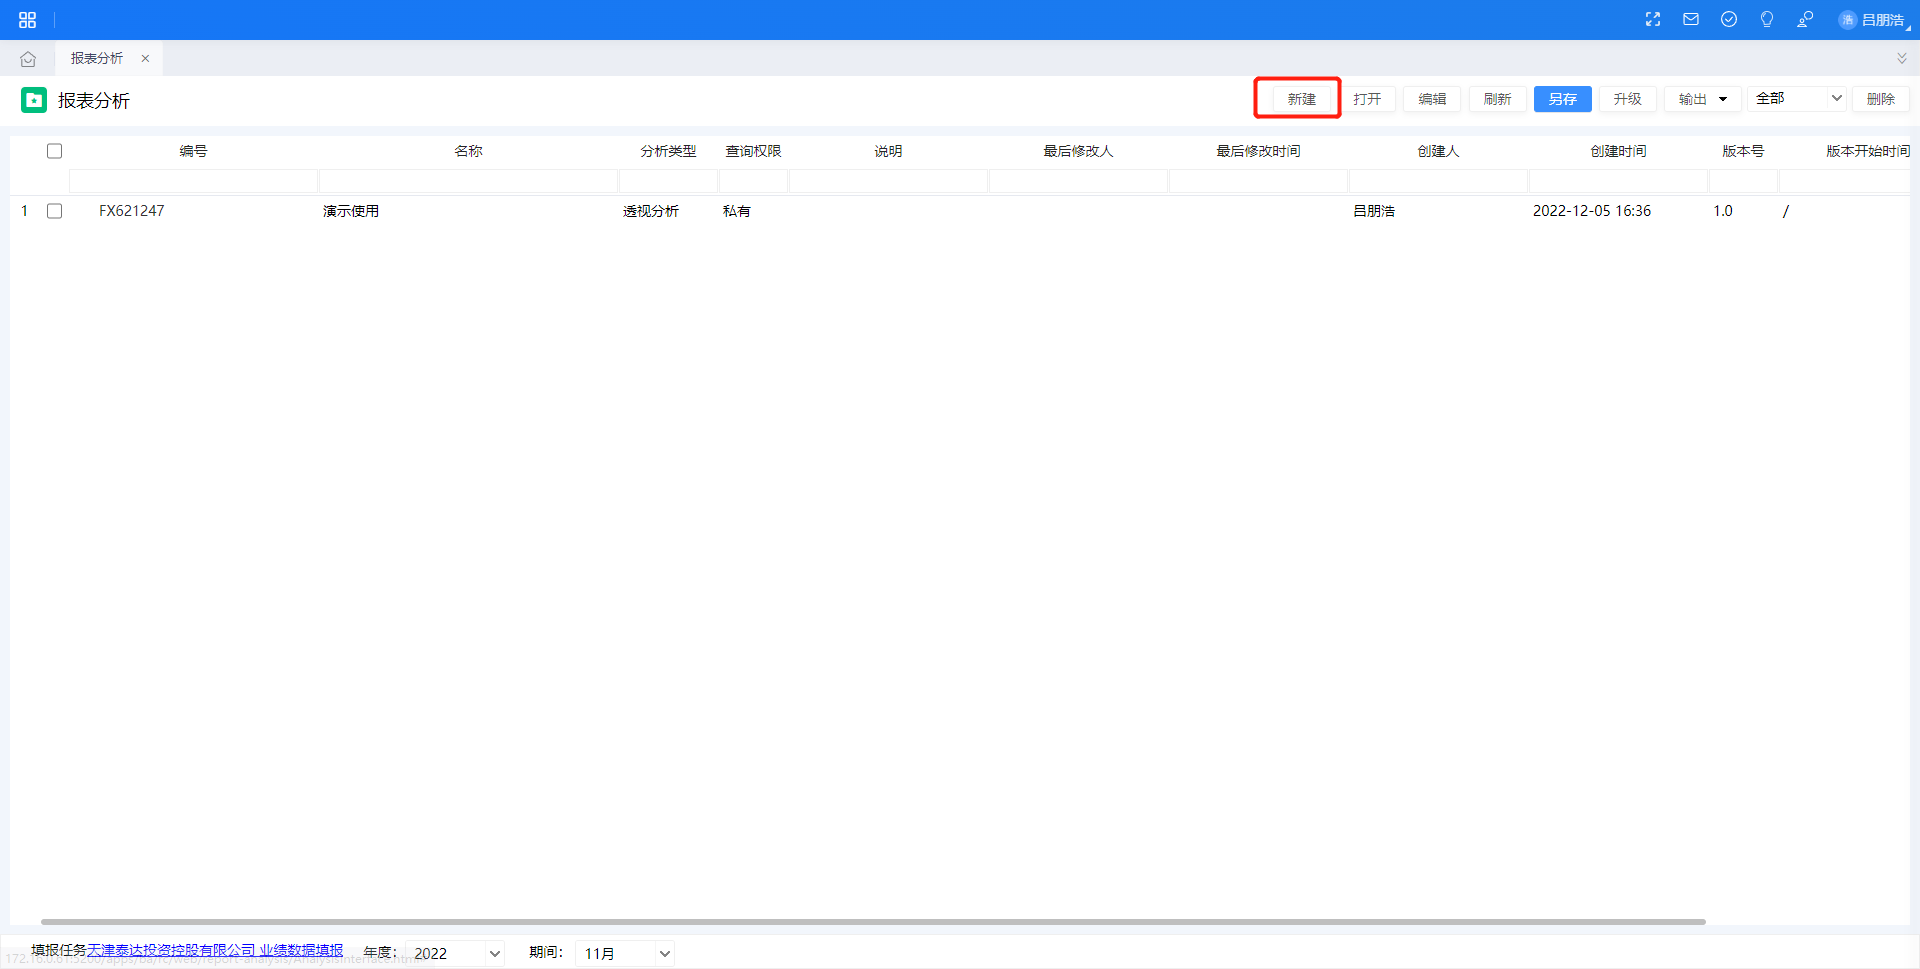 浩 吕朋浩
报表分析 ×
报表分析 新建 打开 编辑 刷新 另存 升级 输出 全部 删除
编号 名称 分析类型 查询权限 说明 最后修改人 最后修改时间 创建人 创建时间 版本号 版本开始时间
1 FX621247 演示使用 透视分析 私有 吕朋浩 2022-12-05 16:36 1.0 /
填报任务天津泰达投资控股有限公司_业绩数据填报 年度: 2022 期间: 11月